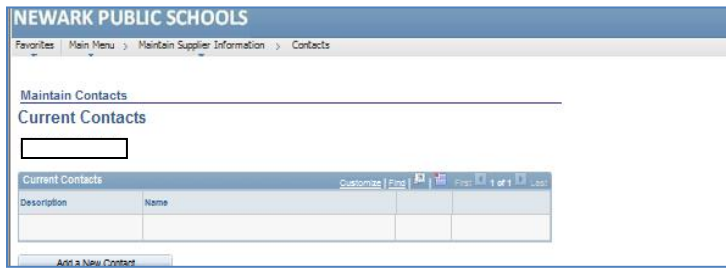 NEWARK PUBLIC SCHOOLS
Favorites Main Menu > Maintain Supplier Information > Contacts
Maintain Contacts
Current Contacts
Current Contacts Customize | Find | | First 1 of 1 Last
Description Name
Add a New Contact